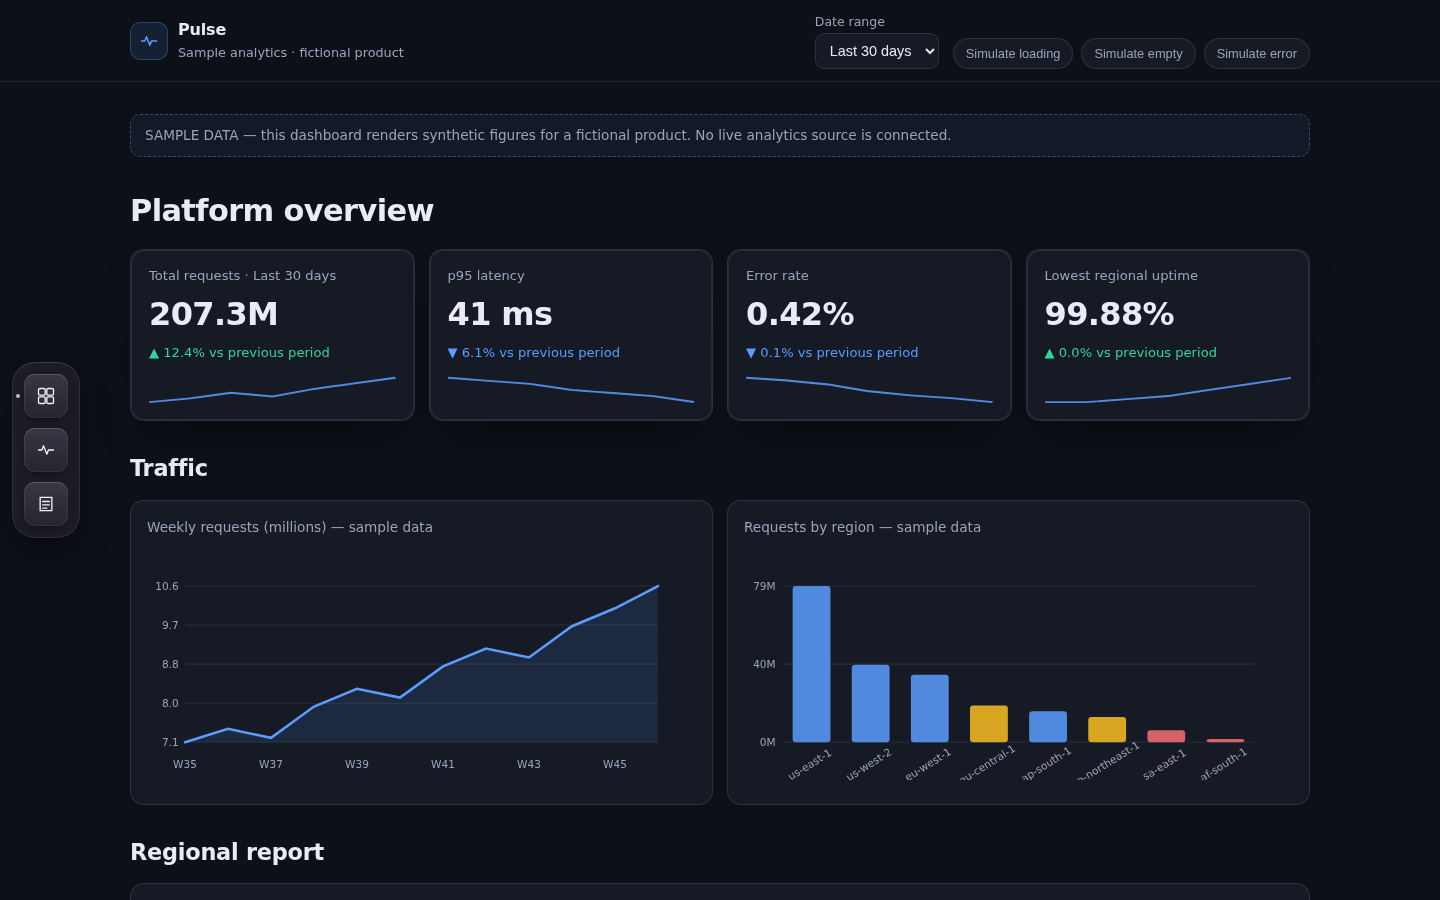 Pulse
Sample analytics · fictional product
Date range
Last 30 days
Simulate loading
Simulate empty
Simulate error
SAMPLE DATA — this dashboard renders synthetic figures for a fictional product. No live analytics source is connected.
Platform overview
Total requests · Last 30 days
207.3M
▲ 12.4% vs previous period
p95 latency
41 ms
▼ 6.1% vs previous period
Error rate
0.42%
▼ 0.1% vs previous period
Lowest regional uptime
99.88%
▲ 0.0% vs previous period
Traffic
Weekly requests (millions) — sample data
10.6
9.7
8.8
8.0
7.1
W35 W37 W39 W41 W43 W45
Requests by region — sample data
79M
40M
0M
us-east-1 us-west-2 eu-west-1 ap-south-1 sa-east-1 af-south-1
Regional report